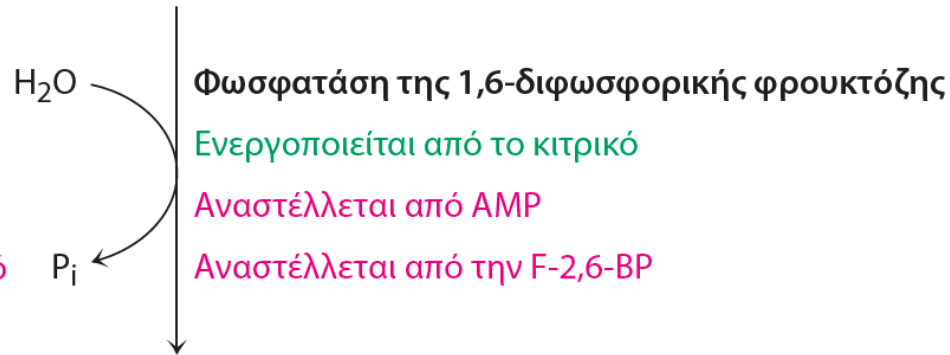 H₂O
Φωσφατάση της 1,6-διφωσφορικής φρουκτόζης
Ενεργοποιείται από το κιτρικό
Αναστέλλεται από AMP
Pᵢ
Αναστέλλεται από την F-2,6-BP